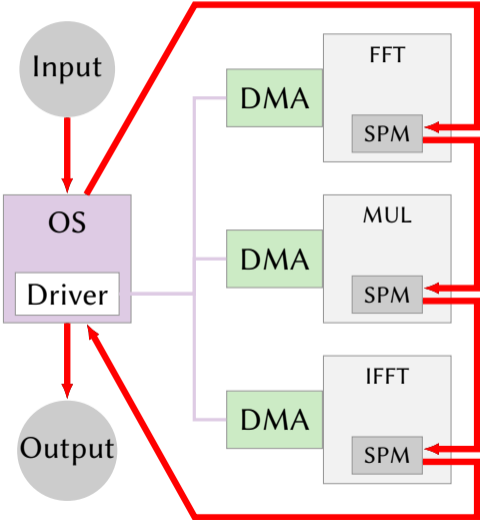 Input
FFT
DMA
SPM
OS
MUL
DMA
Driver
SPM
IFFT
DMA
Output
SPM